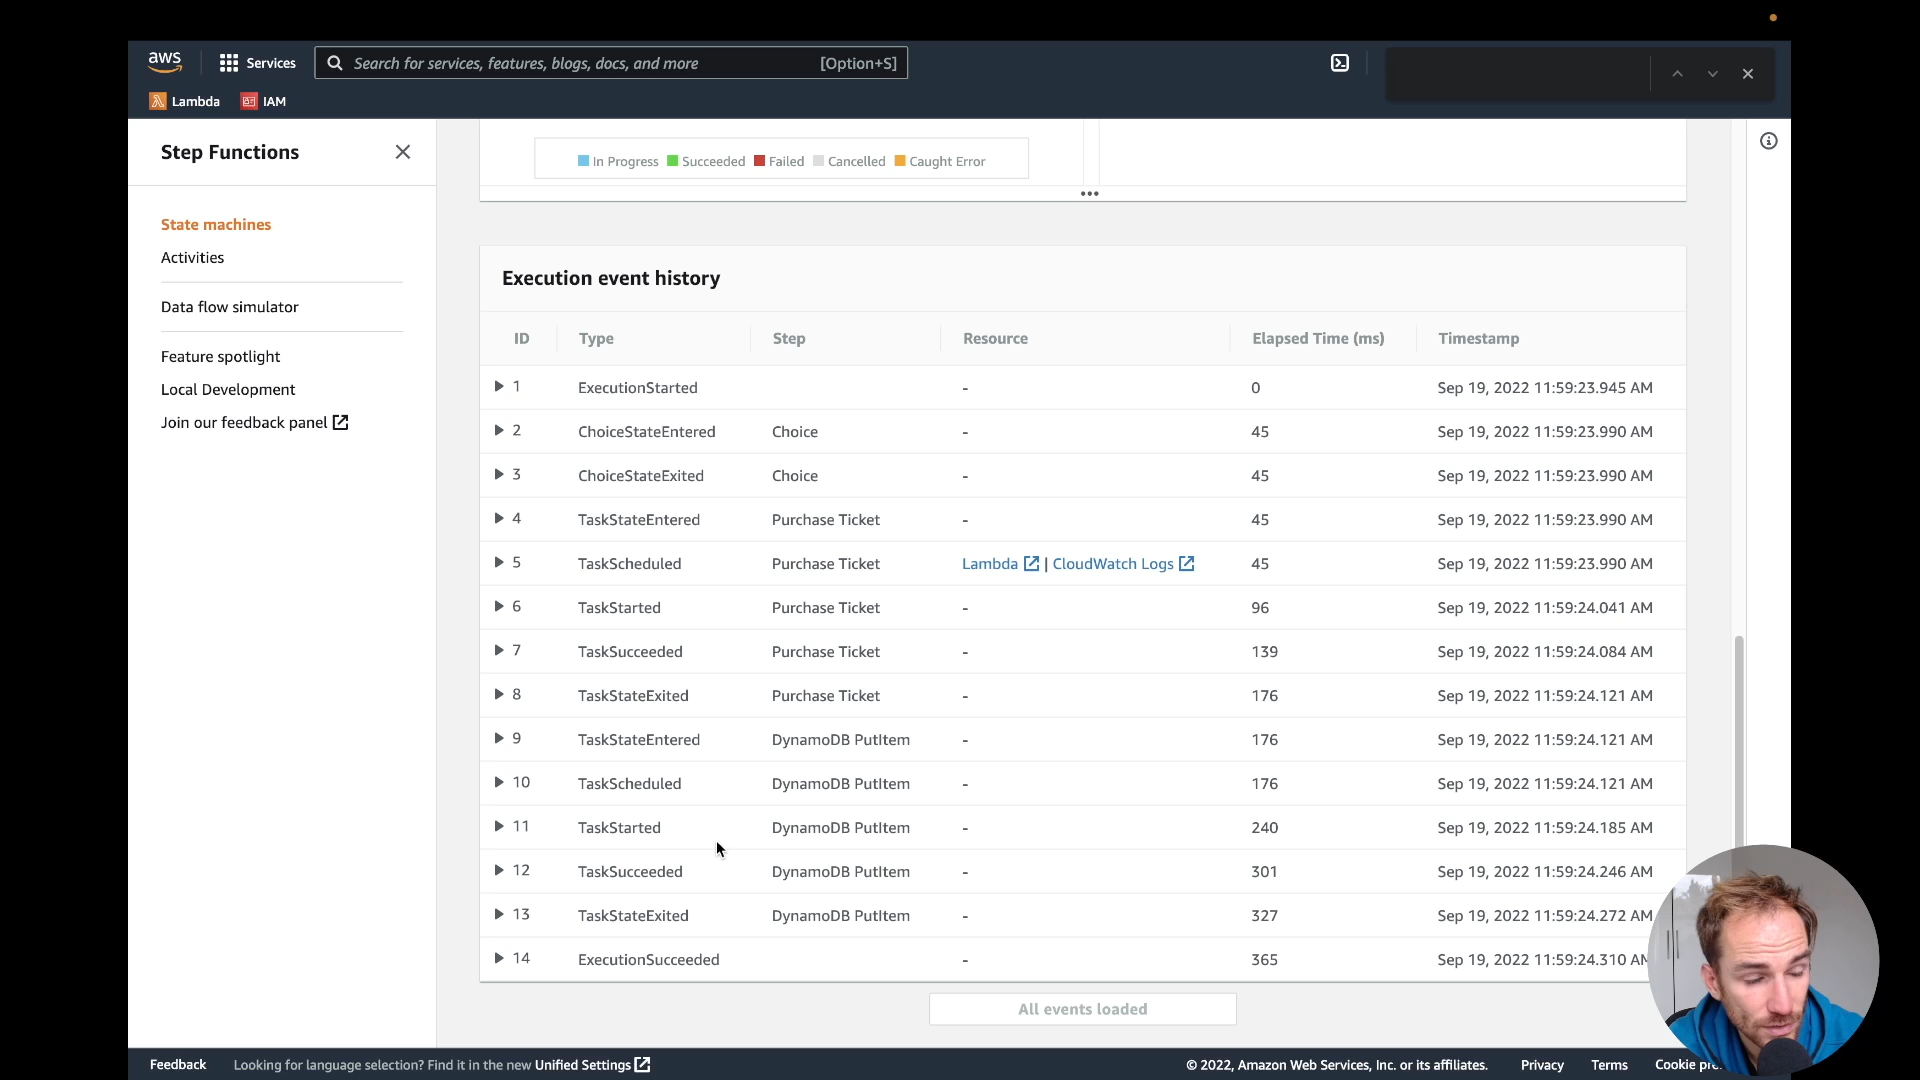 aws
Services
Search for services, features, blogs, docs, and more [Option+S]
Lambda IAM
Step Functions
State machines
Activities
Data flow simulator
Feature spotlight
Local Development
Join our feedback panel
In Progress Succeeded Failed Cancelled Caught Error
Execution event history
ID Type Step Resource Elapsed Time (ms) Timestamp
1 ExecutionStarted - 0 Sep 19, 2022 11:59:23.945 AM
2 ChoiceStateEntered Choice - 45 Sep 19, 2022 11:59:23.990 AM
3 ChoiceStateExited Choice - 45 Sep 19, 2022 11:59:23.990 AM
4 TaskStateEntered Purchase Ticket - 45 Sep 19, 2022 11:59:23.990 AM
5 TaskScheduled Purchase Ticket Lambda | CloudWatch Logs 45 Sep 19, 2022 11:59:23.990 AM
6 TaskStarted Purchase Ticket - 96 Sep 19, 2022 11:59:24.041 AM
7 TaskSucceeded Purchase Ticket - 139 Sep 19, 2022 11:59:24.084 AM
8 TaskStateExited Purchase Ticket - 176 Sep 19, 2022 11:59:24.121 AM
9 TaskStateEntered DynamoDB PutItem - 176 Sep 19, 2022 11:59:24.121 AM
10 TaskScheduled DynamoDB PutItem - 176 Sep 19, 2022 11:59:24.121 AM
11 TaskStarted DynamoDB PutItem - 240 Sep 19, 2022 11:59:24.185 AM
12 TaskSucceeded DynamoDB PutItem - 301 Sep 19, 2022 11:59:24.246 AM
13 TaskStateExited DynamoDB PutItem - 327 Sep 19, 2022 11:59:24.272 AM
14 ExecutionSucceeded - 365 Sep 19, 2022 11:59:24.310 AM
All events loaded
Feedback Looking for language selection? Find it in the new Unified Settings © 2022, Amazon Web Services, Inc. or its affiliates. Privacy Terms Cookie